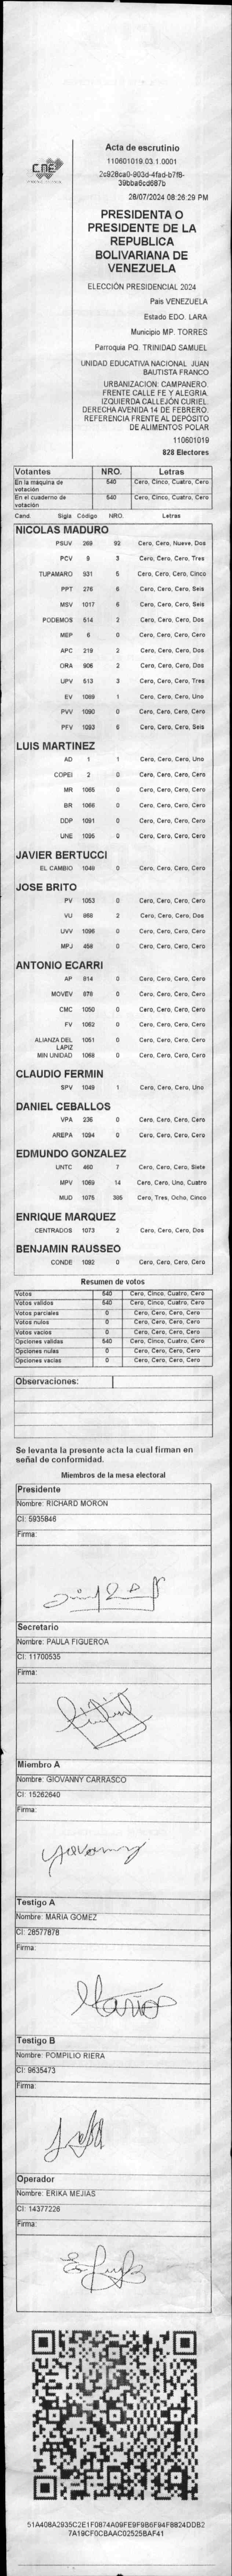 CNE
Acta de escrutinio
110601019.03.1.0001
2c928ca0-903d-4fad-b7f8-
39bba6cd687b
28/07/2024 08:26:29 PM
PRESIDENTA O
PRESIDENTE DE LA
REPUBLICA
BOLIVARIANA DE
VENEZUELA
ELECCIÓN PRESIDENCIAL 2024
País VENEZUELA
Estado EDO. LARA
Municipio MP. TORRES
Parroquia PQ. TRINIDAD SAMUEL
UNIDAD EDUCATIVA NACIONAL JUAN
BAUTISTA FRANCO
URBANIZACION: CAMPANERO.
FRENTE CALLE FE Y ALEGRIA.
IZQUIERDA CALLEJÓN CURIEL.
DERECHA AVENIDA 14 DE FEBRERO.
REFERENCIA FRENTE AL DEPÓSITO
DE ALIMENTOS POLAR
110601019
828 Electores
Votantes NRO. Letras
En la máquina de votación 540 Cero, Cinco, Cuatro, Cero
En el cuaderno de votación 540 Cero, Cinco, Cuatro, Cero
Cand. Sigla Código NRO. Letras
NICOLAS MADURO
PSUV 268 92 Cero, Cero, Nueve, Dos
PCV 9 3 Cero, Cero, Cero, Tres
TUPAMARO 931 5 Cero, Cero, Cero, Cinco
PPT 276 6 Cero, Cero, Cero, Seis
MSV 1017 6 Cero, Cero, Cero, Seis
PODEMOS 514 2 Cero, Cero, Cero, Dos
MEP 6 0 Cero, Cero, Cero, Cero
APC 219 2 Cero, Cero, Cero, Dos
ORA 906 2 Cero, Cero, Cero, Dos
UPV 513 3 Cero, Cero, Cero, Tres
EV 1089 1 Cero, Cero, Cero, Uno
PVV 1090 0 Cero, Cero, Cero, Cero
PFV 1093 6 Cero, Cero, Cero, Seis
LUIS MARTINEZ
AD 1 1 Cero, Cero, Cero, Uno
COPEI 2 0 Cero, Cero, Cero, Cero
MR 1065 0 Cero, Cero, Cero, Cero
BR 1066 0 Cero, Cero, Cero, Cero
DDP 1091 0 Cero, Cero, Cero, Cero
UNE 1095 0 Cero, Cero, Cero, Cero
JAVIER BERTUCCI
EL CAMBIO 1048 0 Cero, Cero, Cero, Cero
JOSE BRITO
PV 1053 0 Cero, Cero, Cero, Cero
VU 868 2 Cero, Cero, Cero, Dos
UVV 1096 0 Cero, Cero, Cero, Cero
MPJ 458 0 Cero, Cero, Cero, Cero
ANTONIO ECARRI
AP 814 0 Cero, Cero, Cero, Cero
MOVEV 978 0 Cero, Cero, Cero, Cero
CMC 1050 0 Cero, Cero, Cero, Cero
FV 1062 0 Cero, Cero, Cero, Cero
ALIANZA DEL LAPIZ 1051 0 Cero, Cero, Cero, Cero
MIN UNIDAD 1068 0 Cero, Cero, Cero, Cero
CLAUDIO FERMIN
SPV 1049 1 Cero, Cero, Cero, Uno
DANIEL CEBALLOS
VPA 236 0 Cero, Cero, Cero, Cero
AREPA 1094 0 Cero, Cero, Cero, Cero
EDMUNDO GONZALEZ
UNTC 460 7 Cero, Cero, Cero, Siete
MPV 1069 14 Cero, Cero, Uno, Cuatro
MUD 1075 385 Cero, Tres, Ocho, Cinco
ENRIQUE MARQUEZ
CENTRADOS 1073 2 Cero, Cero, Cero, Dos
BENJAMIN RAUSSEO
CONDE 1092 0 Cero, Cero, Cero, Cero
Resumen de votos
Votos 540 Cero, Cinco, Cuatro, Cero
Votos validos 540 Cero, Cinco, Cuatro, Cero
Votos parciales 0 Cero, Cero, Cero, Cero
Votos nulos 0 Cero, Cero, Cero, Cero
Votos vacios 0 Cero, Cero, Cero, Cero
Opciones validas 540 Cero, Cinco, Cuatro, Cero
Opciones nulas 0 Cero, Cero, Cero, Cero
Opciones vacias 0 Cero, Cero, Cero, Cero
Observaciones:
Se levanta la presente acta la cual firman en
señal de conformidad.
Miembros de la mesa electoral
Presidente
Nombre: RICHARD MORON
CI: 5935846
Firma:
Secretario
Nombre: PAULA FIGUEROA
CI: 11700535
Firma:
Miembro A
Nombre: GIOVANNY CARRASCO
CI: 15262640
Firma:
Testigo A
Nombre: MARIA GOMEZ
CI: 28577878
Firma:
Testigo B
Nombre: POMPILIO RIERA
CI: 9635473
Firma:
Operador
Nombre: ERIKA MEJIAS
CI: 14377226
Firma:
51A408A2935C2E1F0874A09FE9F9B6F94F8824DDB2
7A19CF0CBAAC02525BAF41